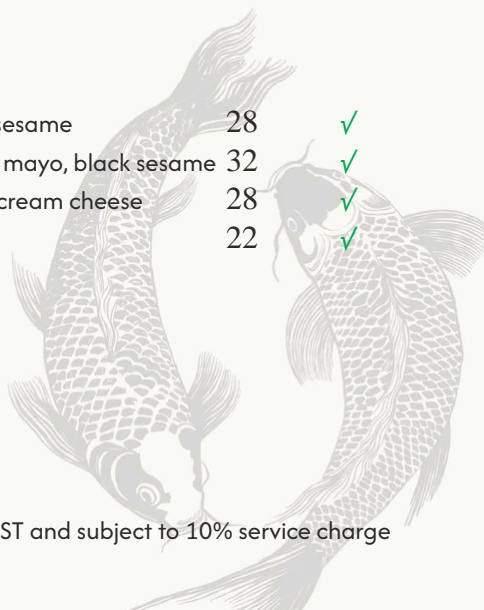 sesame 28 √
mayo, black sesame 32 √
cream cheese 28 √
22 √
ST and subject to 10% service charge